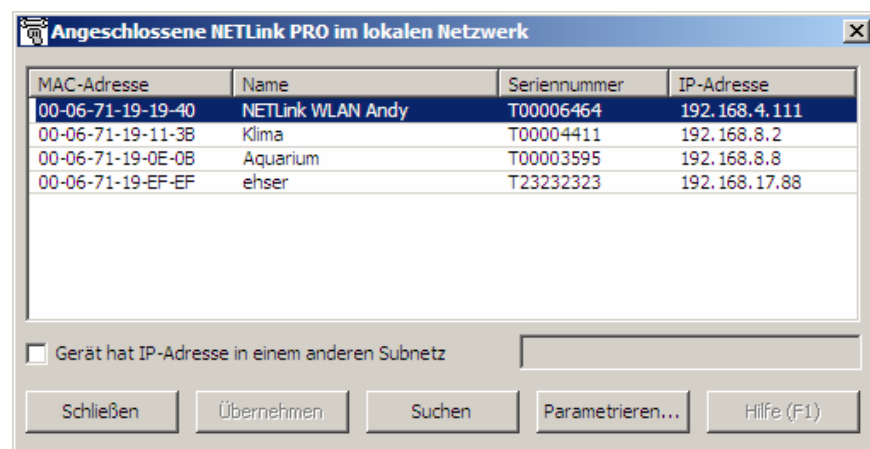 Angeschlossene NETLink PRO im lokalen Netzwerk
MAC-Adresse Name Seriennummer IP-Adresse
00-06-71-19-19-40 NETLink WLAN Andy T00006464 192.168.4.111
00-06-71-19-11-3B Klima T00004411 192.168.8.2
00-06-71-19-0E-0B Aquarium T00003595 192.168.8.8
00-06-71-19-EF-EF ehser T23232323 192.168.17.88
Gerät hat IP-Adresse in einem anderen Subnetz
Schließen Übernehmen Suchen Parametrieren... Hilfe (F1)